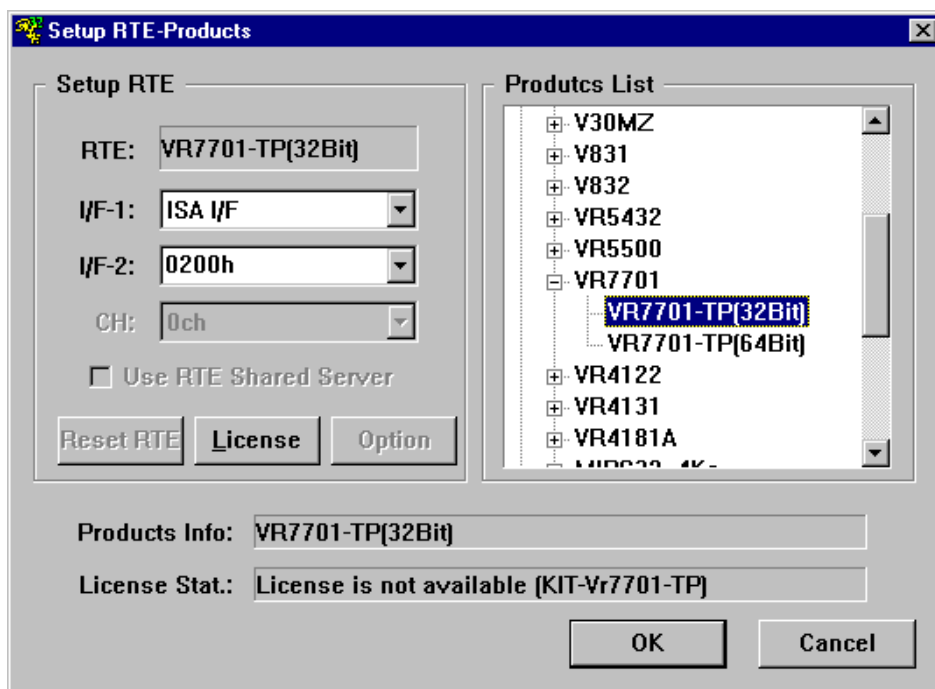 Setup RTE-Products
Setup RTE
RTE: VR7701-TP(32Bit)
I/F-1: ISA I/F
I/F-2: 0200h
CH: 0ch
Use RTE Shared Server
Reset RTE License Option
Produtcs List
V30MZ
V831
V832
VR5432
VR5500
VR7701
VR7701-TP(32Bit)
VR7701-TP(64Bit)
VR4122
VR4131
VR4181A
Products Info: VR7701-TP(32Bit)
License Stat.: License is not available (KIT-Vr7701-TP)
OK Cancel